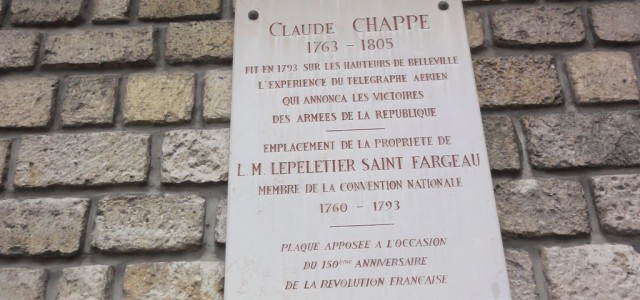 CLAUDE CHAPPE
1763 - 1805
FIT EN 1793 SUR LES HAUTEURS DE BELLEVILLE
L'EXPERIENCE DU TELEGRAPHE AERIEN
QUI ANNONCA LES VICTOIRES
DES ARMEES DE LA REPUBLIQUE
EMPLACEMENT DE LA PROPRIETE DE
L. M. LEPELETIER SAINT FARGEAU
MEMBRE DE LA CONVENTION NATIONALE
1760 - 1793
PLAQUE APPOSEE A L'OCCASION
DU 150ème ANNIVERSAIRE
DE LA REVOLUTION FRANCAISE